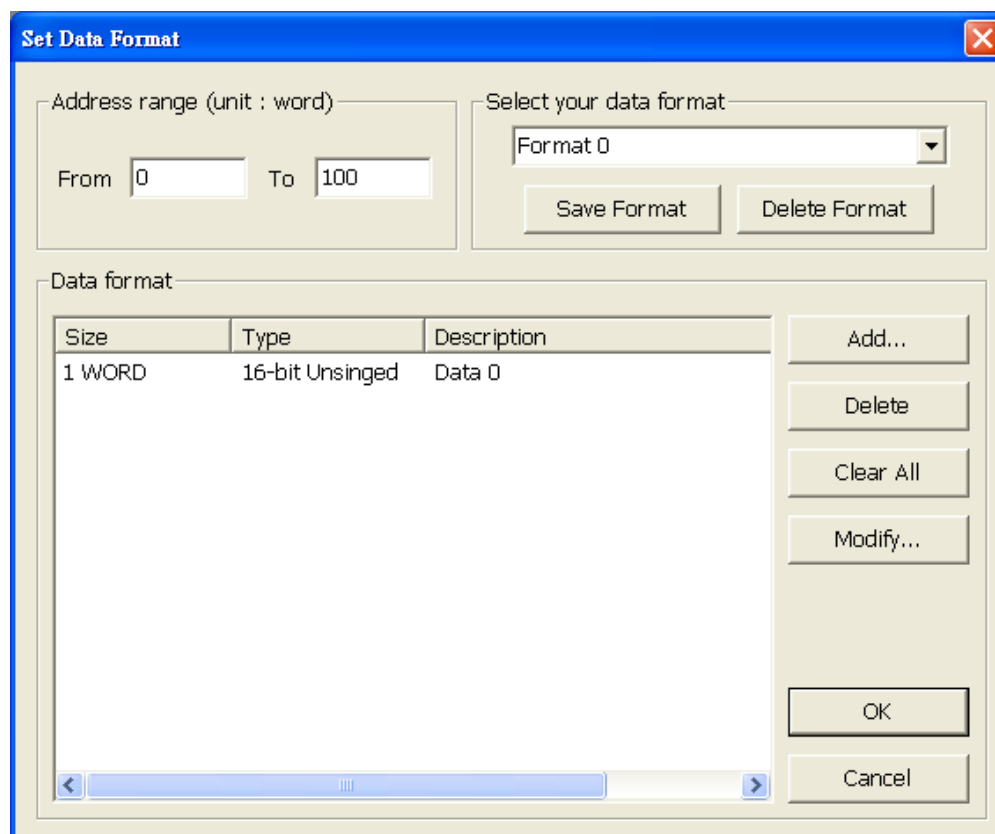 Set Data Format
Address range (unit : word)
From 0 To 100
Select your data format
Format 0
Save Format Delete Format
Data format
Size Type Description
1 WORD 16-bit Unsinged Data 0
Add...
Delete
Clear All
Modify...
OK
Cancel